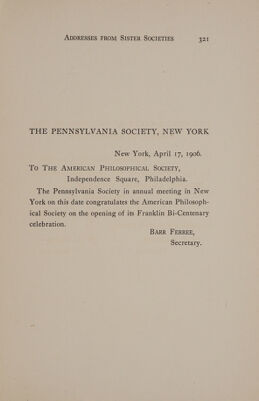 ADDRESSES FROM SISTER SOCIETIES 321
THE PENNSYLVANIA SOCIETY, NEW YORK
New York, April 17, 1906.
TO THE AMERICAN PHILOSOPHICAL SOCIETY,
Independence Square, Philadelphia.
The Pennsylvania Society in annual meeting in New
York on this date congratulates the American Philosoph-
ical Society on the opening of its Franklin Bi-Centenary
celebration.
BARR FERREE,
Secretary.